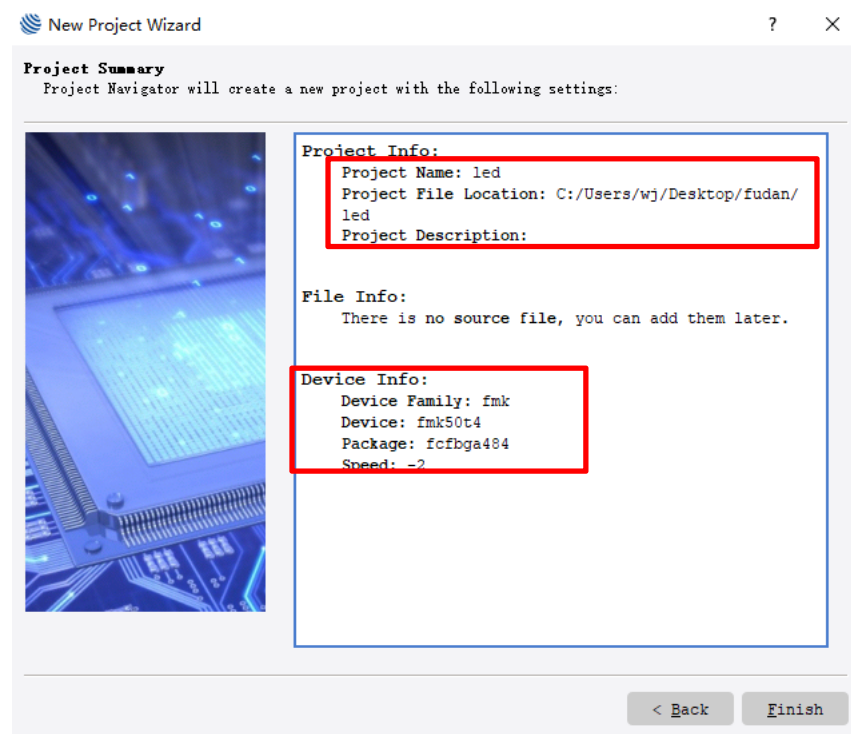 New Project Wizard
Project Summary
Project Navigator will create a new project with the following settings:
Project Info:
Project Name: led
Project File Location: C:/Users/wj/Desktop/fudan/
led
Project Description:
File Info:
There is no source file, you can add them later.
Device Info:
Device Family: fmk
Device: fmk50t4
Package: fcfbga484
Speed: -2
< Back
Finish